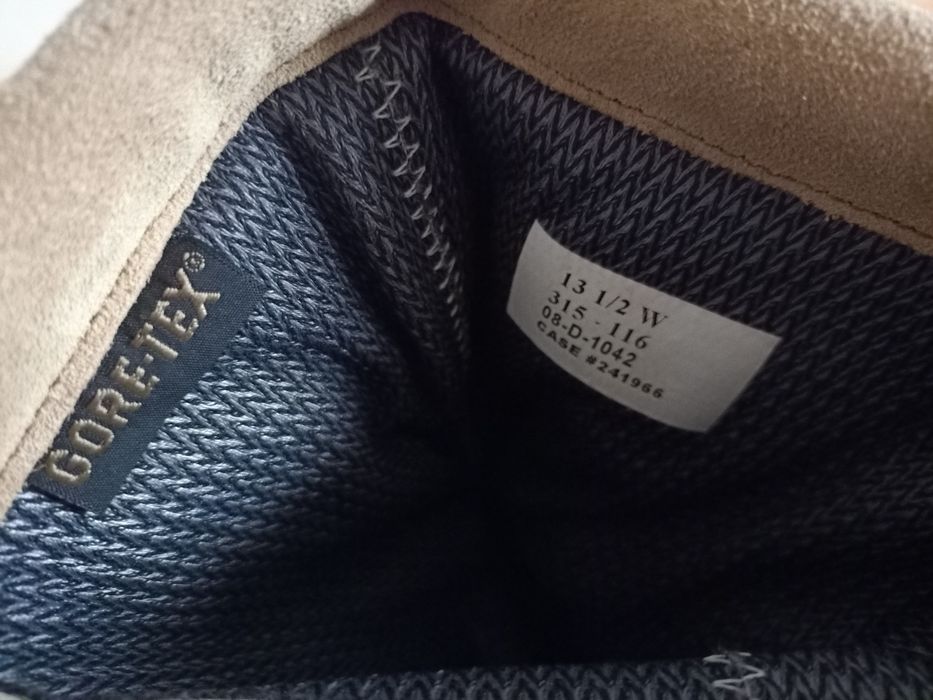 GORE-TEX®
13 1/2 W
315 - 116
08-D-1042
CASE #241966